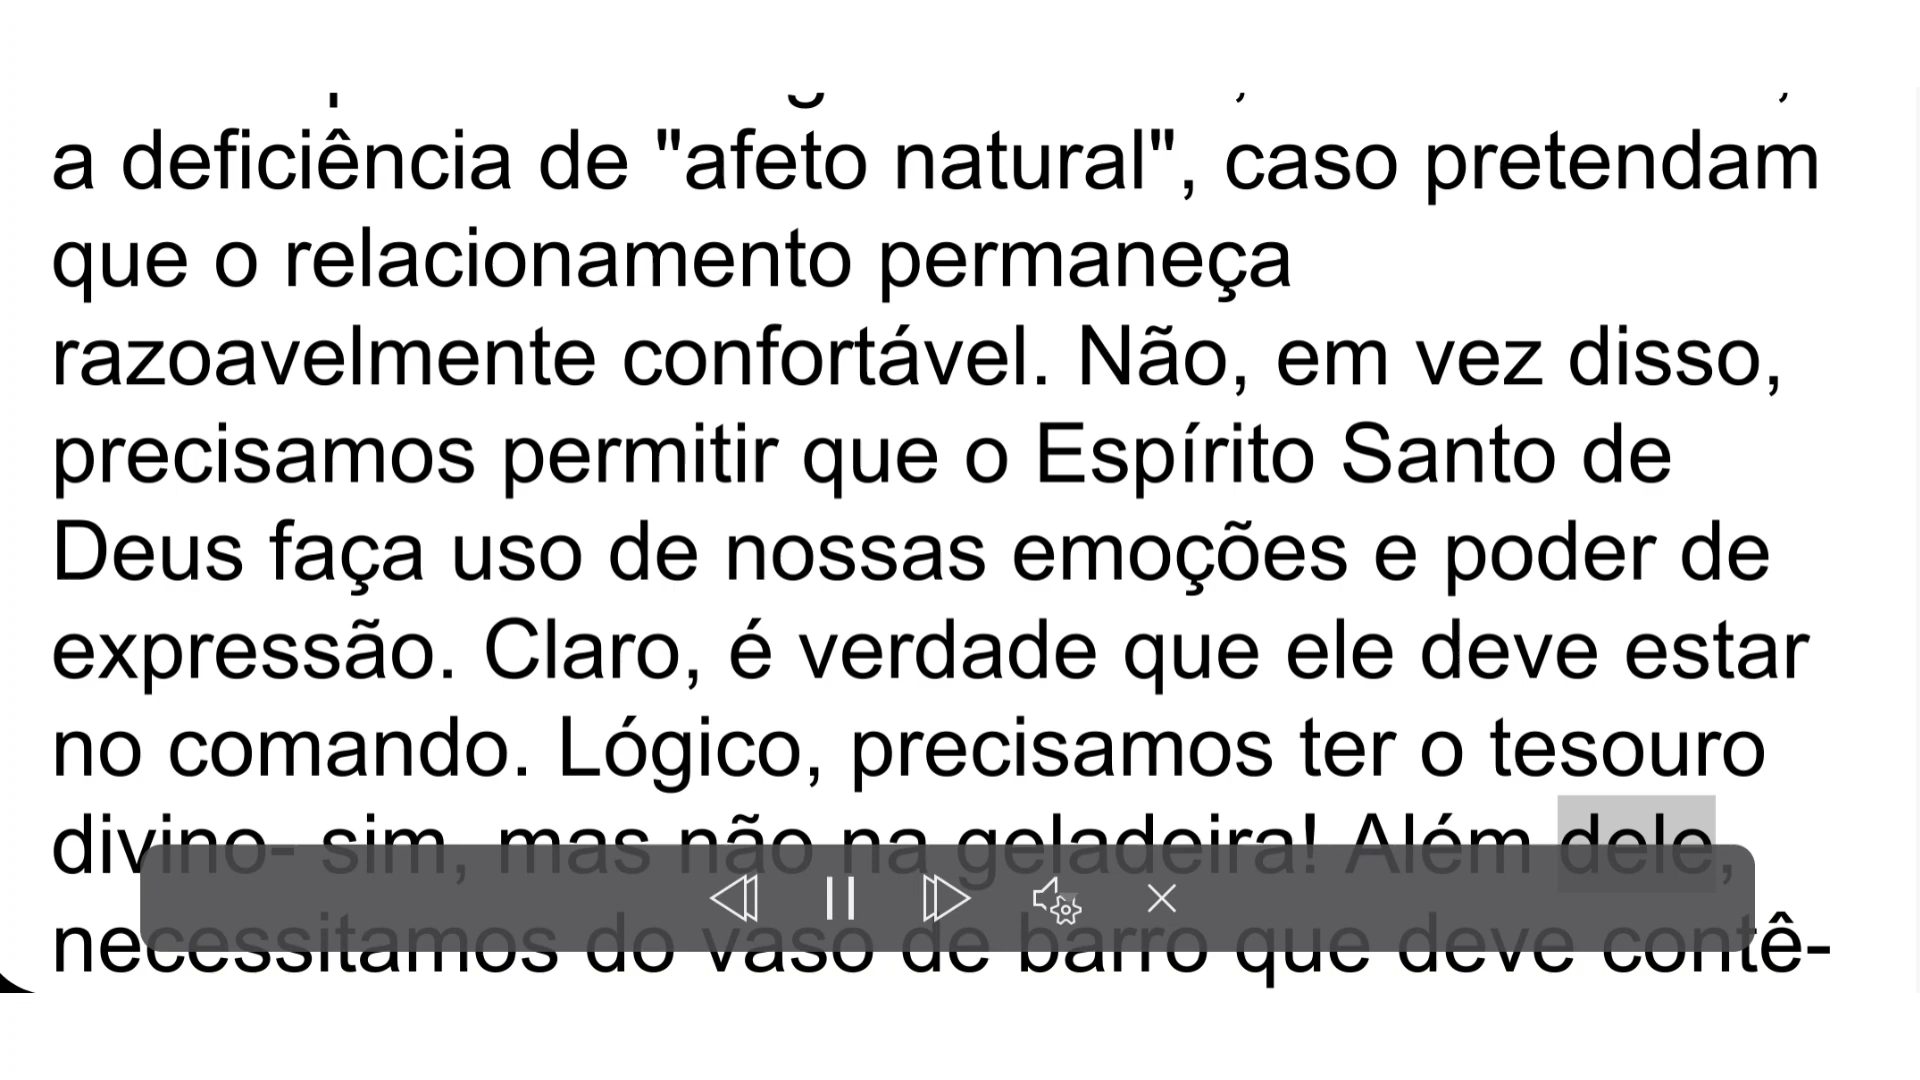 a deficiência de "afeto natural", caso pretendam
que o relacionamento permaneça
razoavelmente confortável. Não, em vez disso,
precisamos permitir que o Espírito Santo de
Deus faça uso de nossas emoções e poder de
expressão. Claro, é verdade que ele deve estar
no comando. Lógico, precisamos ter o tesouro
divino- sim, mas não na geladeira! Além dele,
necessitamos do vaso de barro que deve contê-